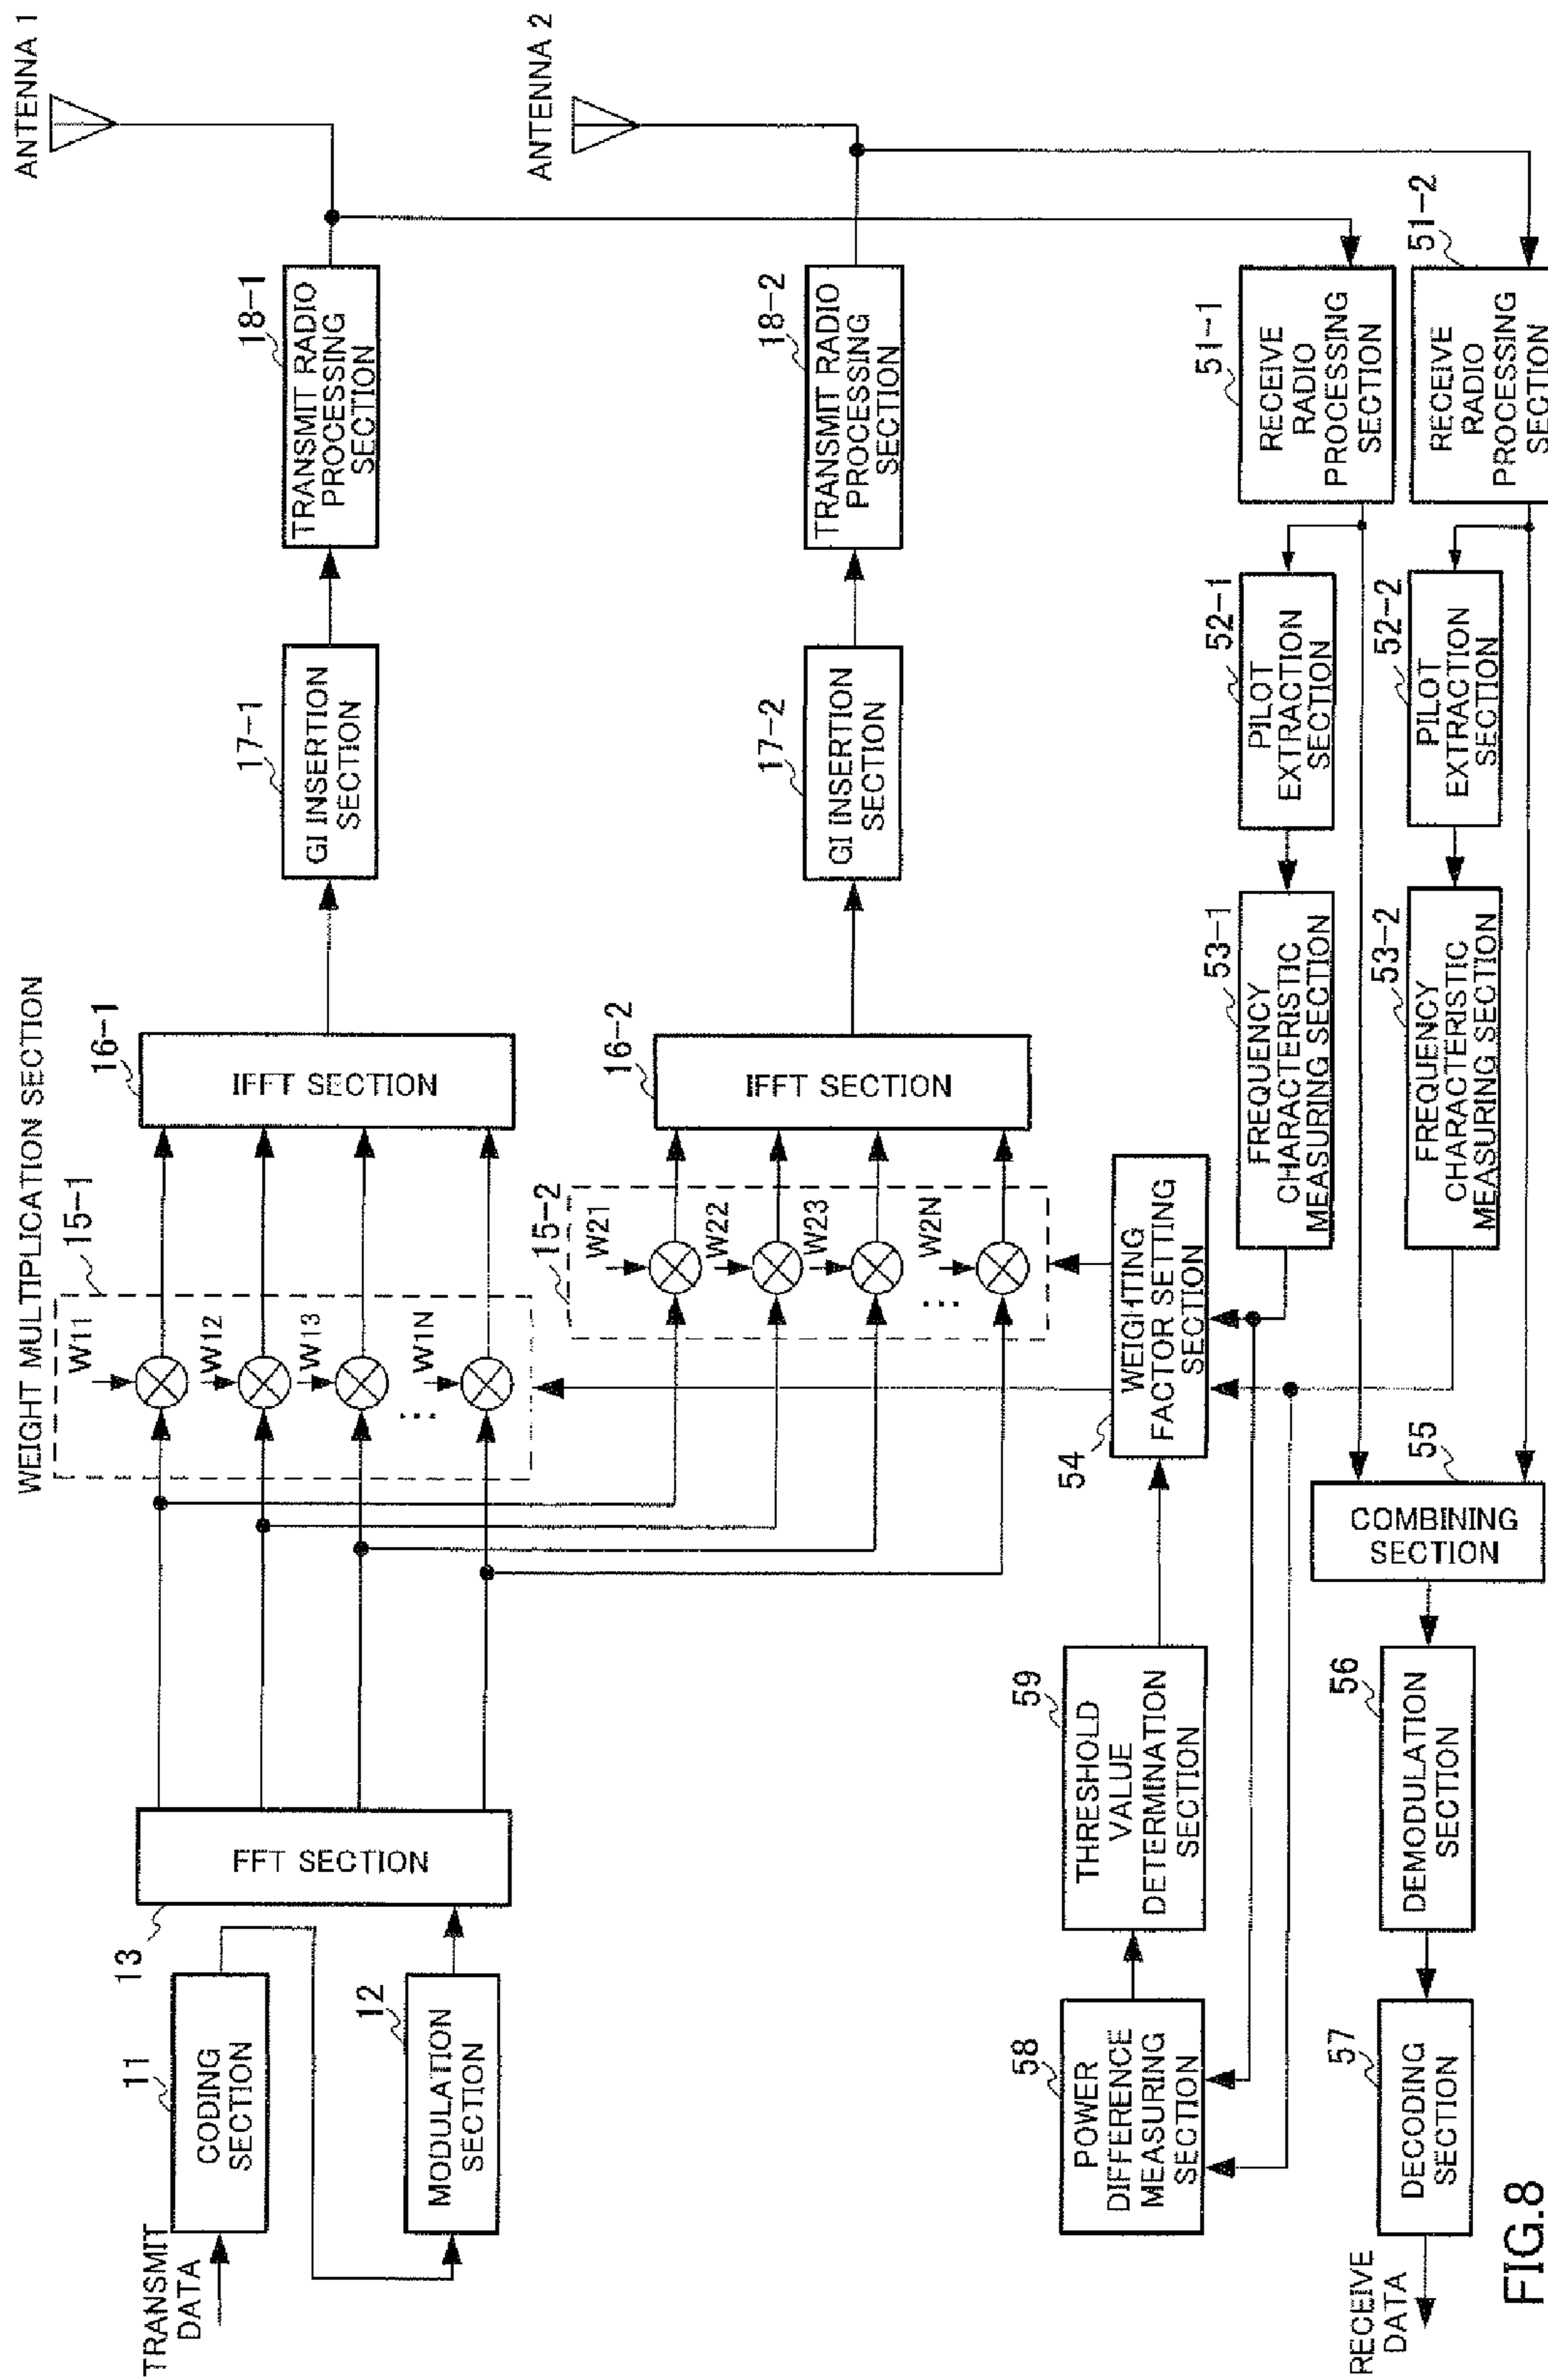 TRANSMIT
DATA
11
CODING
SECTION
12
MODULATION
SECTION
13
FFT SECTION
WEIGHT MULTIPLICATION SECTION
15-1
W11
W12
W13
...
W1N
16-1
IFFT SECTION
17-1
GI INSERTION
SECTION
18-1
TRANSMIT RADIO
PROCESSING
SECTION
ANTENNA 1
15-2
W21
W22
W23
...
W2N
16-2
IFFT SECTION
17-2
GI INSERTION
SECTION
18-2
TRANSMIT RADIO
PROCESSING
SECTION
ANTENNA 2
58
POWER
DIFFERENCE
MEASURING
SECTION
59
THRESHOLD
VALUE
DETERMINATION
SECTION
54
WEIGHTING
FACTOR SETTING
SECTION
53-1
FREQUENCY
CHARACTERISTIC
MEASURING SECTION
52-1
PILOT
EXTRACTION
SECTION
51-1
RECEIVE
RADIO
PROCESSING
SECTION
53-2
FREQUENCY
CHARACTERISTIC
MEASURING SECTION
52-2
PILOT
EXTRACTION
SECTION
51-2
RECEIVE
RADIO
PROCESSING
SECTION
RECEIVE
DATA
57
DECODING
SECTION
56
DEMODULATION
SECTION
55
COMBINING
SECTION
FIG.8